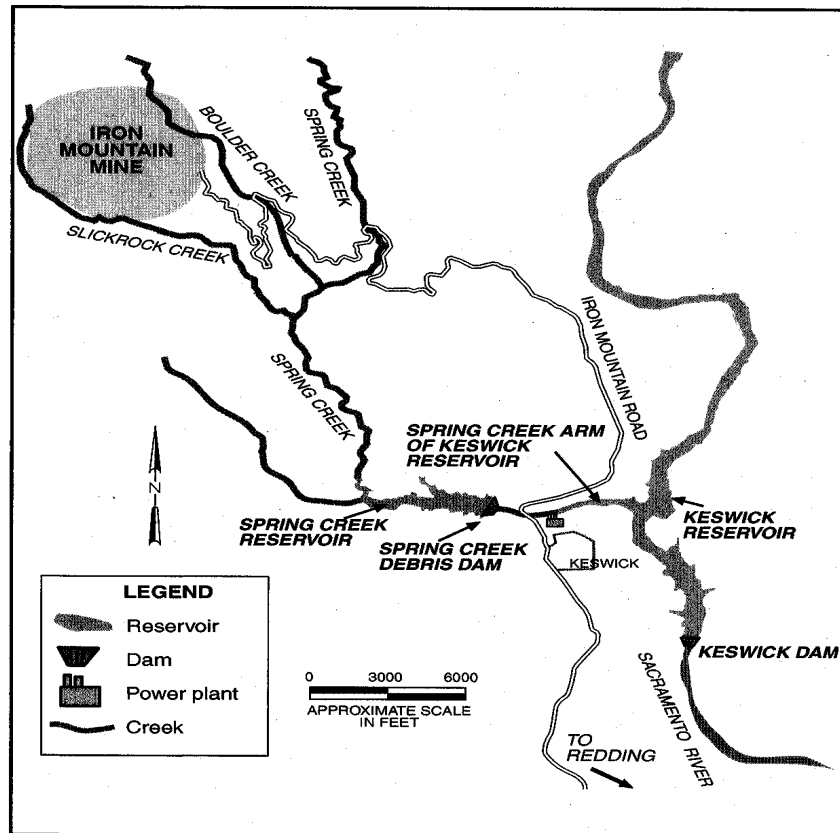 IRON
MOUNTAIN
MINE
BOULDER CREEK
SPRING CREEK
SLICKROCK CREEK
IRON MOUNTAIN ROAD
SPRING CREEK
N
SPRING CREEK ARM
OF KESWICK
RESERVOIR
SPRING CREEK
RESERVOIR
SPRING CREEK
DEBRIS DAM
KESWICK
RESERVOIR
KESWICK
LEGEND
Reservoir
Dam
Power plant
Creek
0 3000 6000
APPROXIMATE SCALE
IN FEET
KESWICK DAM
SACRAMENTO RIVER
TO
REDDING